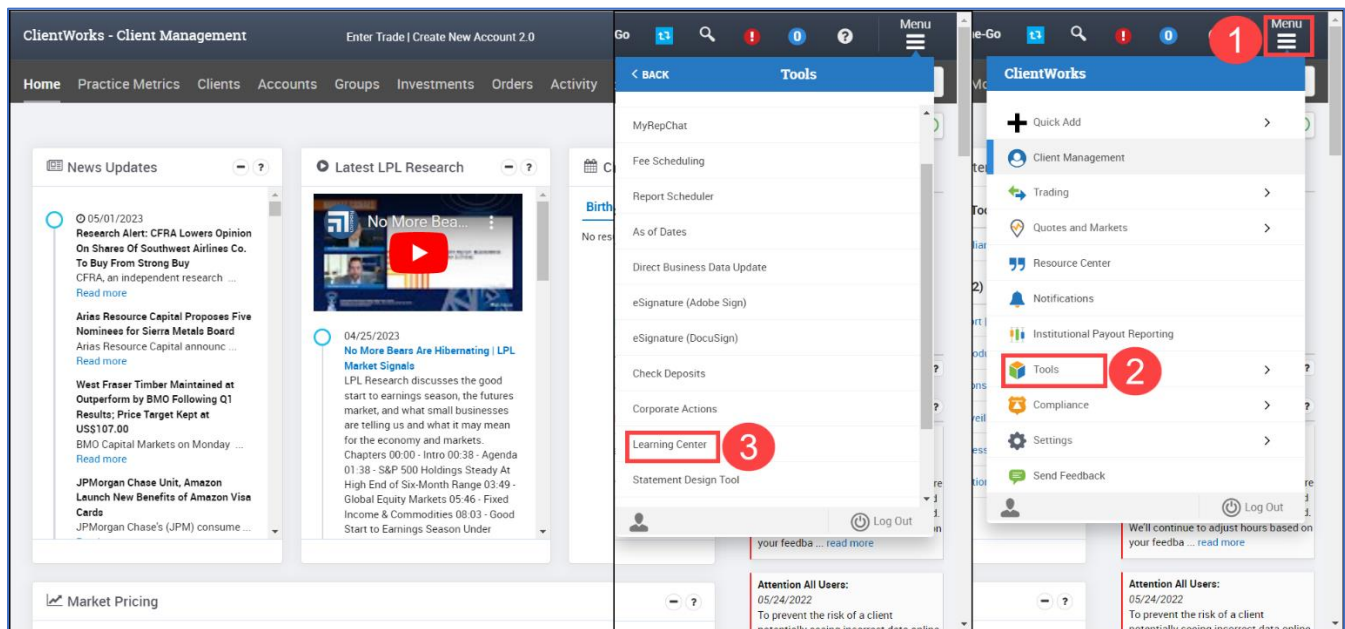 ClientWorks - Client Management
Enter Trade | Create New Account 2.0
Home Practice Metrics Clients Accounts Groups Investments Orders Activity
News Updates
05/01/2023
Research Alert: CFRA Lowers Opinion
On Shares Of Southwest Airlines Co.
To Buy From Strong Buy
CFRA, an independent research ...
Read more
Arias Resource Capital Proposes Five
Nominees for Sierra Metals Board
Arias Resource Capital announc ...
Read more
West Fraser Timber Maintained at
Outperform by BMO Following Q1
Results; Price Target Kept at
US$107.00
BMO Capital Markets on Monday ...
Read more
JPMorgan Chase Unit, Amazon
Launch New Benefits of Amazon Visa
Cards
JPMorgan Chase's (JPM) consume ...
Latest LPL Research
No More Bea...
04/25/2023
No More Bears Are Hibernating | LPL
Market Signals
LPL Research discusses the good
start to earnings season, the futures
market, and what small businesses
are telling us and what it may mean
for the economy and markets.
Chapters 00:00 - Intro 00:38 - Agenda
01:38 - S&P 500 Holdings Steady At
High End of Six-Month Range 03:49 -
Global Equity Markets 05:46 - Fixed
Income & Commodities 08:03 - Good
Start to Earnings Season Under
Birth
No res
Market Pricing
Go
0
Menu
< BACK
Tools
MyRepChat
Fee Scheduling
Report Scheduler
As of Dates
Direct Business Data Update
eSignature (Adobe Sign)
eSignature (DocuSign)
Check Deposits
Corporate Actions
Learning Center
3
Statement Design Tool
Log Out
your feedba ... read more
Attention All Users:
05/24/2022
To prevent the risk of a client
potentially seeing incorrect data online
ne-Go
0
1
Menu
ClientWorks
Quick Add
Client Management
Trading
Quotes and Markets
Resource Center
Notifications
Institutional Payout Reporting
Tools
2
Compliance
Settings
Send Feedback
Log Out
We'll continue to adjust hours based on
your feedba ... read more
Attention All Users:
05/24/2022
To prevent the risk of a client
potentially seeing incorrect data online